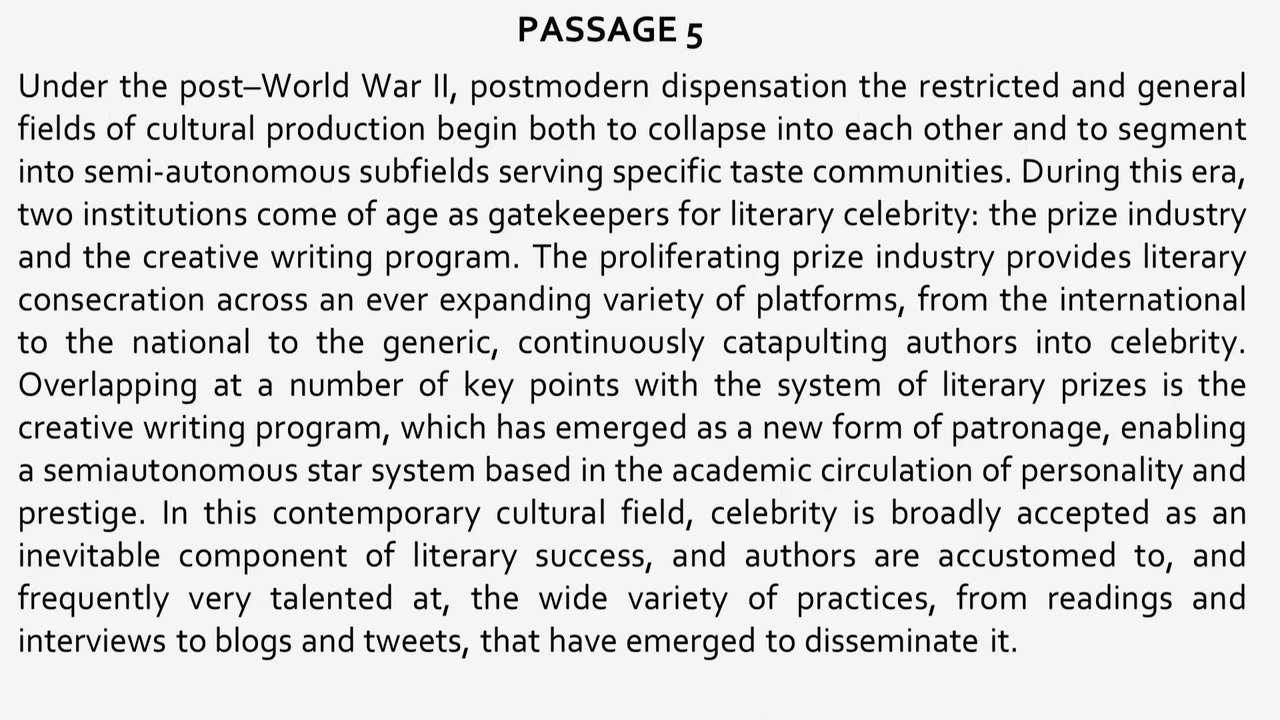 PASSAGE 5
Under the post–World War II, postmodern dispensation the restricted and general
fields of cultural production begin both to collapse into each other and to segment
into semi-autonomous subfields serving specific taste communities. During this era,
two institutions come of age as gatekeepers for literary celebrity: the prize industry
and the creative writing program. The proliferating prize industry provides literary
consecration across an ever expanding variety of platforms, from the international
to the national to the generic, continuously catapulting authors into celebrity.
Overlapping at a number of key points with the system of literary prizes is the
creative writing program, which has emerged as a new form of patronage, enabling
a semiautonomous star system based in the academic circulation of personality and
prestige. In this contemporary cultural field, celebrity is broadly accepted as an
inevitable component of literary success, and authors are accustomed to, and
frequently very talented at, the wide variety of practices, from readings and
interviews to blogs and tweets, that have emerged to disseminate it.